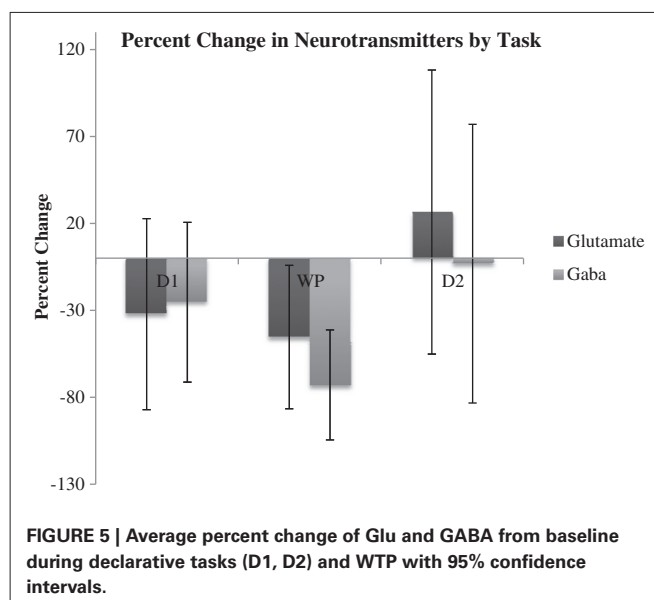 Percent Change in Neurotransmitters by Task
120
70
20
-30
-80
-130
Percent Change
D1
WP
D2
Glutamate
Gaba
FIGURE 5 | Average percent change of Glu and GABA from baseline
during declarative tasks (D1, D2) and WTP with 95% confidence
intervals.